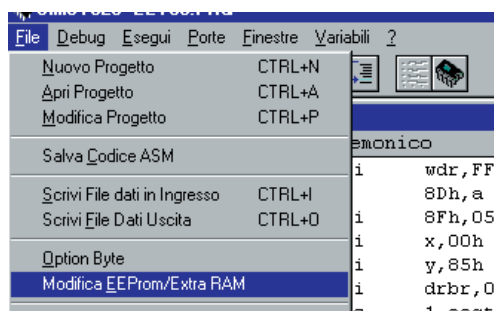 File Debug Esegui Porte Finestre Variabili ?
Nuovo Progetto CTRL+N
Apri Progetto CTRL+A
Modifica Progetto CTRL+P
emonico
Salva Codice ASM
i wdr,FF
8Dh,a
Scrivi File dati in Ingresso CTRL+I
Scrivi File Dati Uscita CTRL+O
i 8Fh,05
i x,00h
Option Byte
i y,85h
Modifica EEProm/Extra RAM
i drbr,0